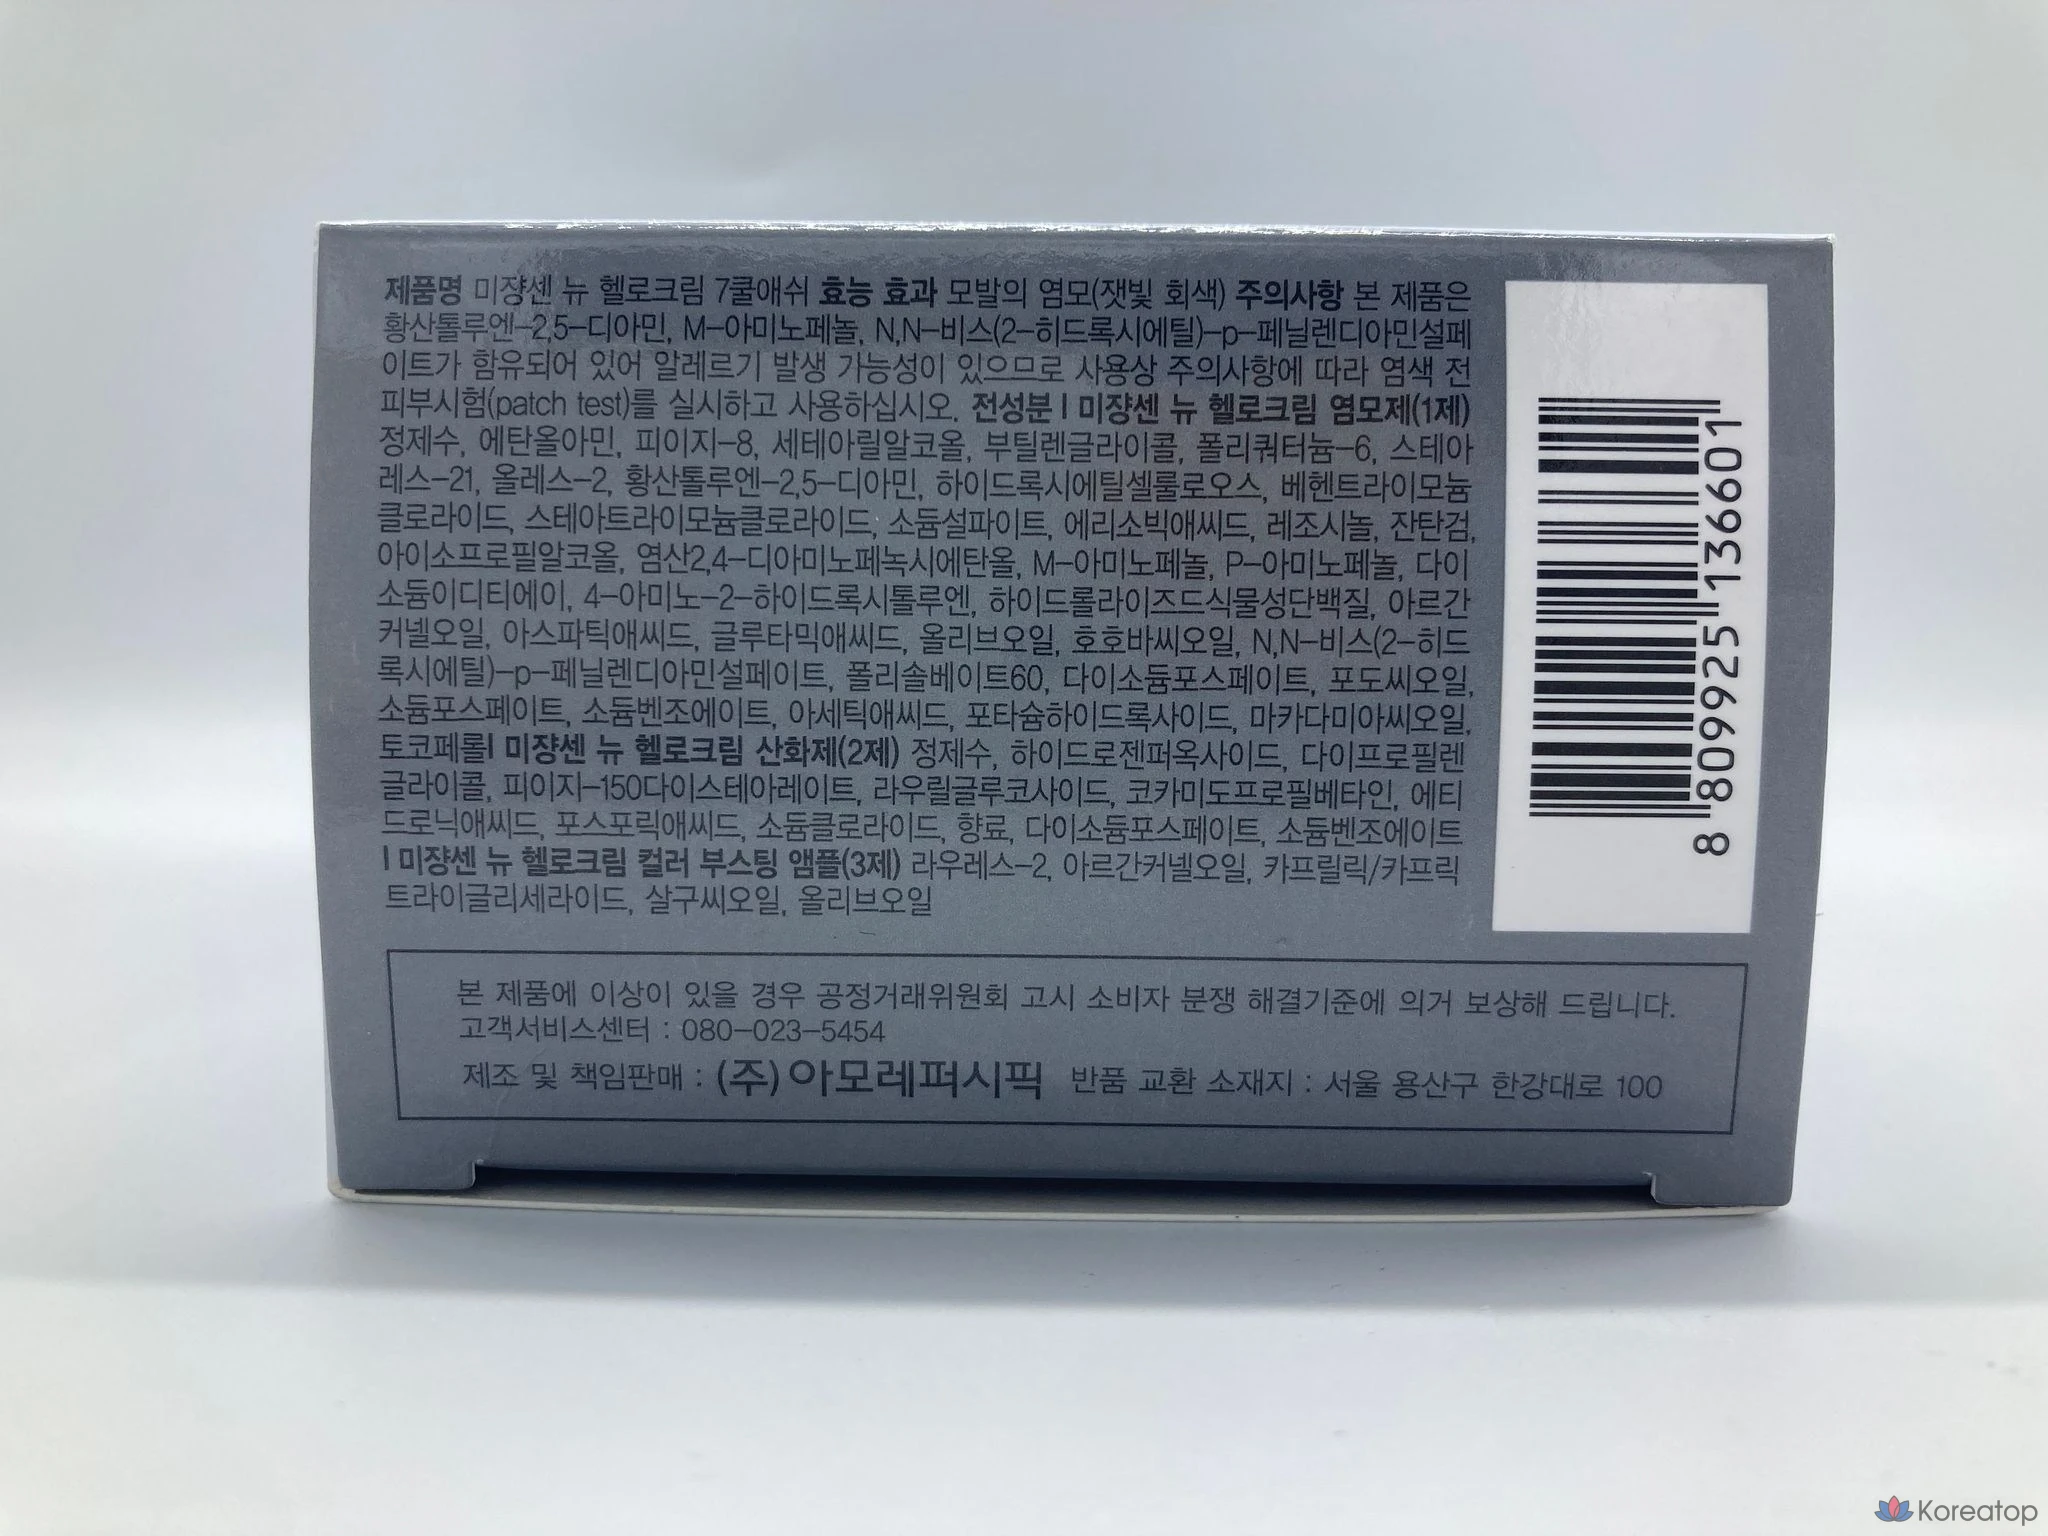 제품명 미쟝센 뉴 헬로크림 7쿨애쉬 효능 효과 모발의 염모(잿빛 회색) 주의사항 본 제품은
황산톨루엔-2,5-디아민, M-아미노페놀, N,N-비스(2-히드록시에틸)-p-페닐렌디아민설페
이트가 함유되어 있어 알레르기 발생 가능성이 있으므로 사용상 주의사항에 따라 염색 전
피부시험(patch test)를 실시하고 사용하십시오. 전성분 | 미쟝센 뉴 헬로크림 염모제(1제)
정제수, 에탄올아민, 피이지-8, 세테아릴알코올, 부틸렌글라이콜, 폴리쿼터늄-6, 스테아
레스-21, 올레스-2, 황산톨루엔-2,5-디아민, 하이드록시에틸셀룰로오스, 베헨트라이모늄
클로라이드, 스테아트라이모늄클로라이드, 소듐설파이트, 에리소빅애씨드, 레조시놀, 잔탄검,
아이소프로필알코올, 염산2,4-디아미노페녹시에탄올, M-아미노페놀, P-아미노페놀, 다이
소듐이디티에이, 4-아미노-2-하이드록시톨루엔, 하이드롤라이즈드식물성단백질, 아르간
커넬오일, 아스파틱애씨드, 글루타믹애씨드, 올리브오일, 호호바씨오일, N,N-비스(2-히드
록시에틸)-p-페닐렌디아민설페이트, 폴리솔베이트60, 다이소듐포스페이트, 포도씨오일,
소듐포스페이트, 소듐벤조에이트, 아세틱애씨드, 포타슘하이드록사이드, 마카다미아씨오일,
토코페롤| 미쟝센 뉴 헬로크림 산화제(2제) 정제수, 하이드로젠퍼옥사이드, 다이프로필렌
글라이콜, 피이지-150다이스테아레이트, 라우릴글루코사이드, 코카미도프로필베타인, 에티
드로닉애씨드, 포스포릭애씨드, 소듐클로라이드, 향료, 다이소듐포스페이트, 소듐벤조에이트
| 미쟝센 뉴 헬로크림 컬러 부스팅 앰플(3제) 라우레스-2, 아르간커넬오일, 카프릴릭/카프릭
트라이글리세라이드, 살구씨오일, 올리브오일
8 809925 136601
본 제품에 이상이 있을 경우 공정거래위원회 고시 소비자 분쟁 해결기준에 의거 보상해 드립니다.
고객서비스센터 : 080-023-5454
제조 및 책임판매 : (주)아모레퍼시픽 반품 교환 소재지 : 서울 용산구 한강대로 100
Koreatop